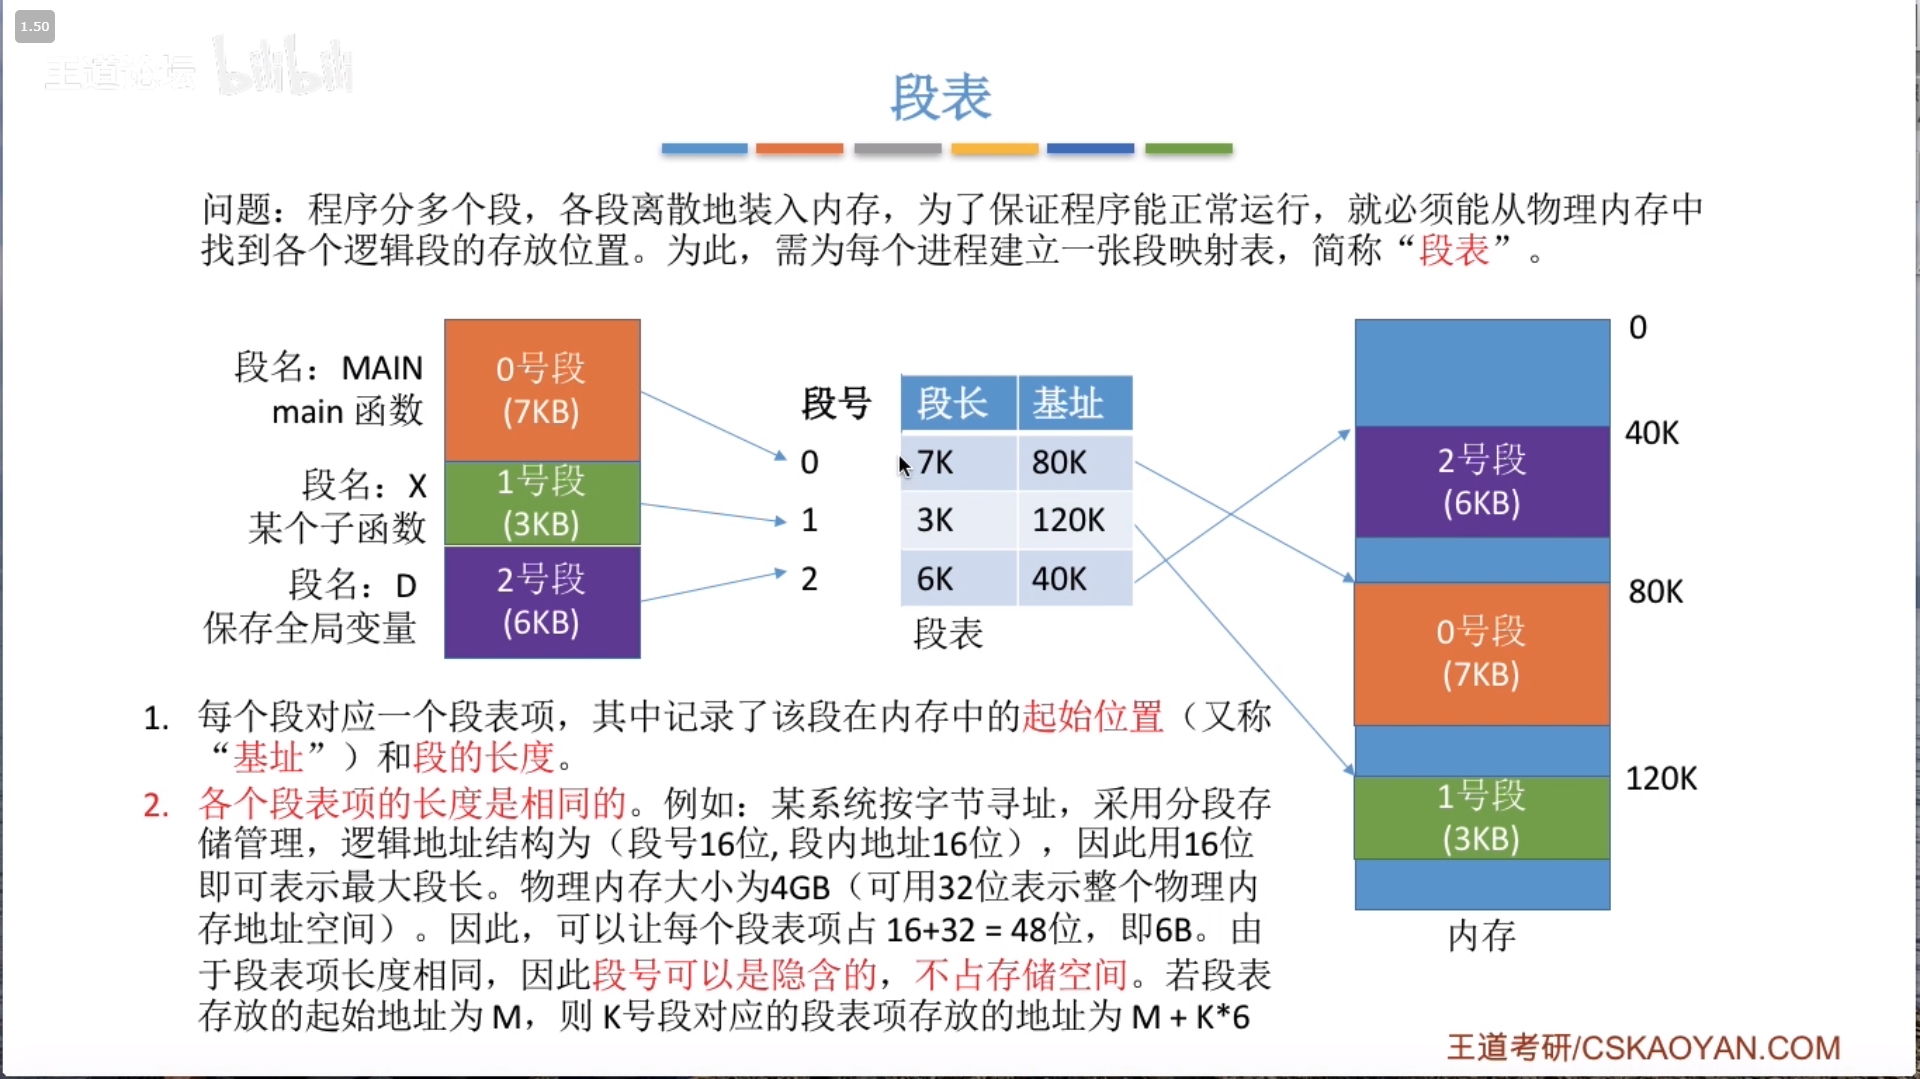 1.50
王道论坛 bilibili
段表
问题：程序分多个段，各段离散地装入内存，为了保证程序能正常运行，就必须能从物理内存中
找到各个逻辑段的存放位置。为此，需为每个进程建立一张段映射表，简称“段表”。
段名：MAIN
main 函数
0号段
(7KB)
段名：X
某个子函数
1号段
(3KB)
段名：D
保存全局变量
2号段
(6KB)
段号 段长 基址
0 7K 80K
1 3K 120K
2 6K 40K
段表
0
40K
2号段
(6KB)
80K
0号段
(7KB)
120K
1号段
(3KB)
内存
1. 每个段对应一个段表项，其中记录了该段在内存中的起始位置（又称
“基址”）和段的长度。
2. 各个段表项的长度是相同的。例如：某系统按字节寻址，采用分段存
储管理，逻辑地址结构为（段号16位, 段内地址16位），因此用16位
即可表示最大段长。物理内存大小为4GB（可用32位表示整个物理内
存地址空间）。因此，可以让每个段表项占 16+32 = 48位，即6B。由
于段表项长度相同，因此段号可以是隐含的，不占存储空间。若段表
存放的起始地址为 M，则 K号段对应的段表项存放的地址为 M + K*6
王道考研/CSKAOYAN.COM